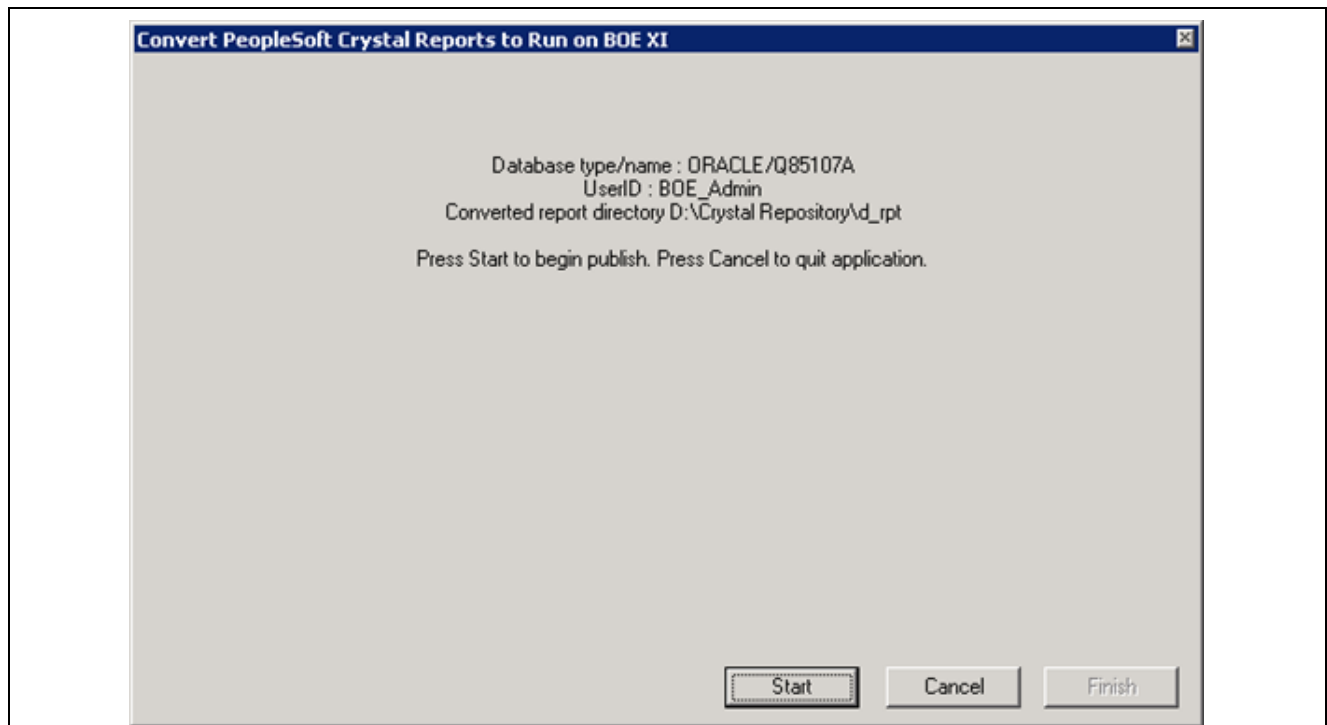 Convert PeopleSoft Crystal Reports to Run on BOE XI
Database type/name : ORACLE/Q85107A
UserID : BOE_Admin
Converted report directory D:\Crystal Repository\d_rpt
Press Start to begin publish. Press Cancel to quit application.
Start Cancel Finish